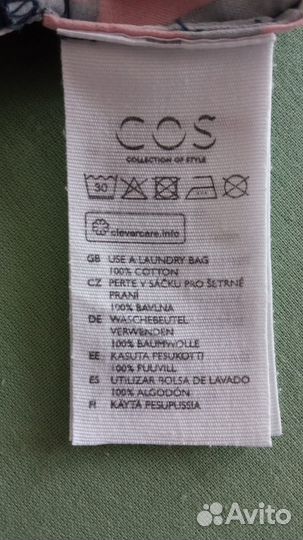 COS
COLLECTION OF STYLE
30
clevercare.info
GB USE A LAUNDRY BAG
100% COTTON
CZ PERTE V SÁČKU PRO ŠETRNÉ
PRANÍ
100% BAVLNA
DE WÄSCHEBEUTEL
VERWENDEN
100% BAUMWOLLE
EE KASUTA PESUKOTTI
100% PUUVILL
ES UTILIZAR BOLSA DE LAVADO
100% ALGODÓN
FI KÄYTÄ PESUPUSSIA
Avito